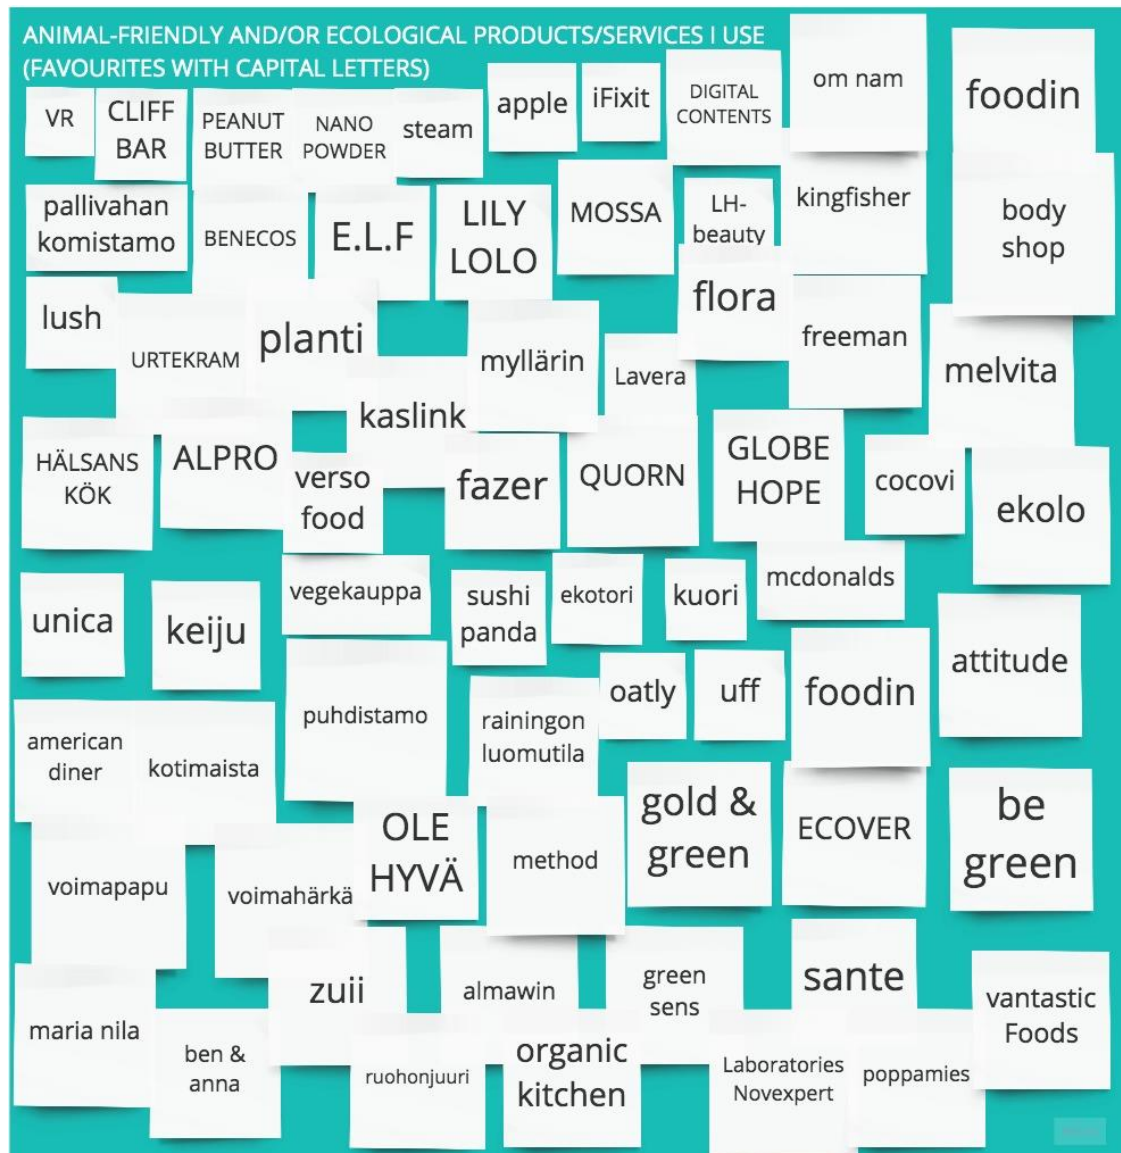 ANIMAL-FRIENDLY AND/OR ECOLOGICAL PRODUCTS/SERVICES I USE
(FAVOURITES WITH CAPITAL LETTERS)
VR
CLIFF
BAR
PEANUT
BUTTER
NANO
POWDER
steam
apple
iFixit
DIGITAL
CONTENTS
om nam
foodin
pallivahan
komistamo
BENECOS
E.L.F
LILY
LOLO
MOSSA
LH-
beauty
kingfisher
body
shop
lush
URTEKRAM
planti
myllärin
Lavera
flora
freeman
melvita
kaslink
HÄLSANS
KÖK
ALPRO
verso
food
fazer
QUORN
GLOBE
HOPE
cocovi
ekolo
unica
keiju
vegekauppa
sushi
panda
ekotori
kuori
mcdonalds
attitude
puhdistamo
rainingon
luomutila
oatly
uff
foodin
american
diner
kotimaista
OLE
HYVÄ
method
gold &
green
ECOVER
be
green
voimapapu
voimahärkä
zuii
almawin
green
sens
sante
vantastic
Foods
maria nila
ben &
anna
ruohonjuuri
organic
kitchen
Laboratories
Novexpert
poppamies